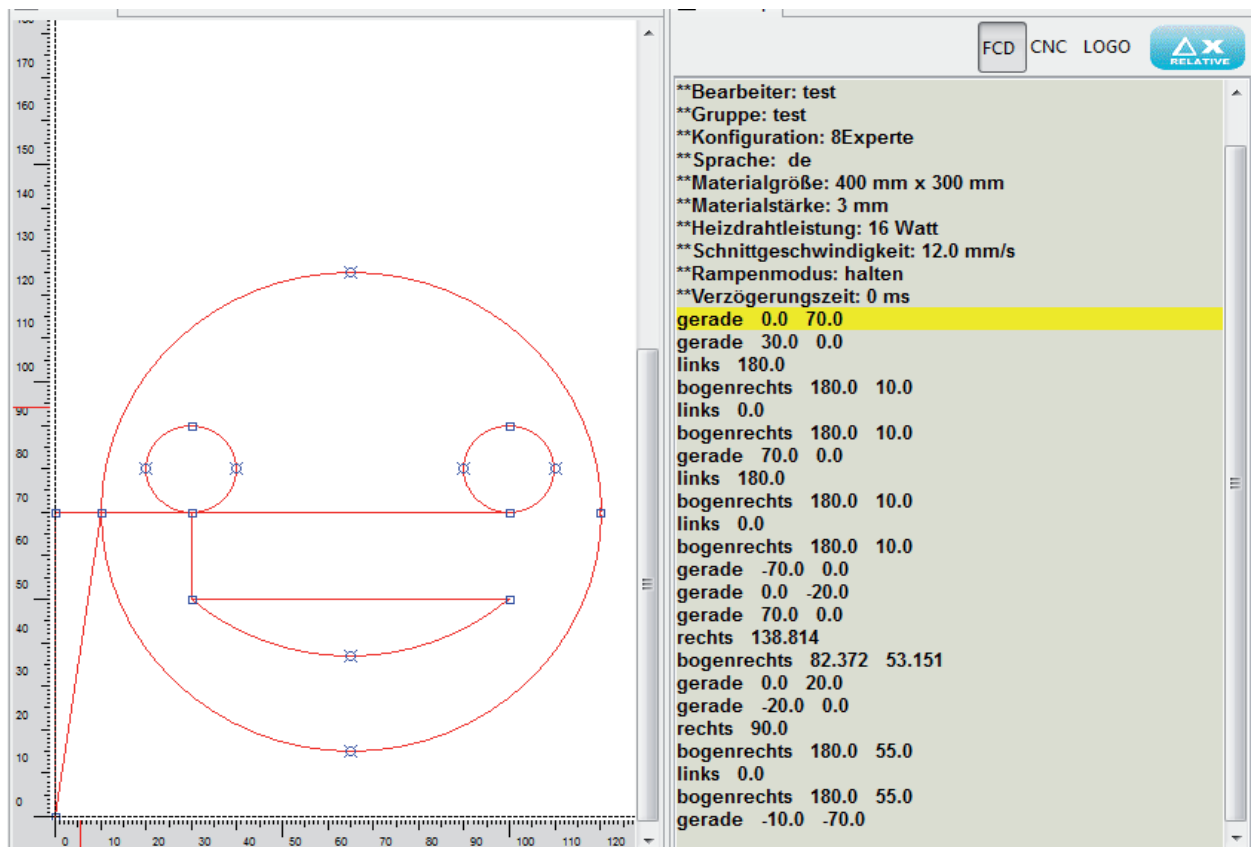 170
160
150
140
130
120
110
100
90
80
70
60
50
40
30
20
10
0
0 10 20 30 40 50 60 70 80 90 100 110 120
FCD CNC LOGO
RELATIVE
**Bearbeiter: test
**Gruppe: test
**Konfiguration: 8Experte
**Sprache: de
**Materialgröße: 400 mm x 300 mm
**Materialstärke: 3 mm
**Heizdrahtleistung: 16 Watt
**Schnittgeschwindigkeit: 12.0 mm/s
**Rampenmodus: halten
**Verzögerungszeit: 0 ms
gerade 0.0 70.0
gerade 30.0 0.0
links 180.0
bogenrechts 180.0 10.0
links 0.0
bogenrechts 180.0 10.0
gerade 70.0 0.0
links 180.0
bogenrechts 180.0 10.0
links 0.0
bogenrechts 180.0 10.0
gerade -70.0 0.0
gerade 0.0 -20.0
gerade 70.0 0.0
rechts 138.814
bogenrechts 82.372 53.151
gerade 0.0 20.0
gerade -20.0 0.0
rechts 90.0
bogenrechts 180.0 55.0
links 0.0
bogenrechts 180.0 55.0
gerade -10.0 -70.0